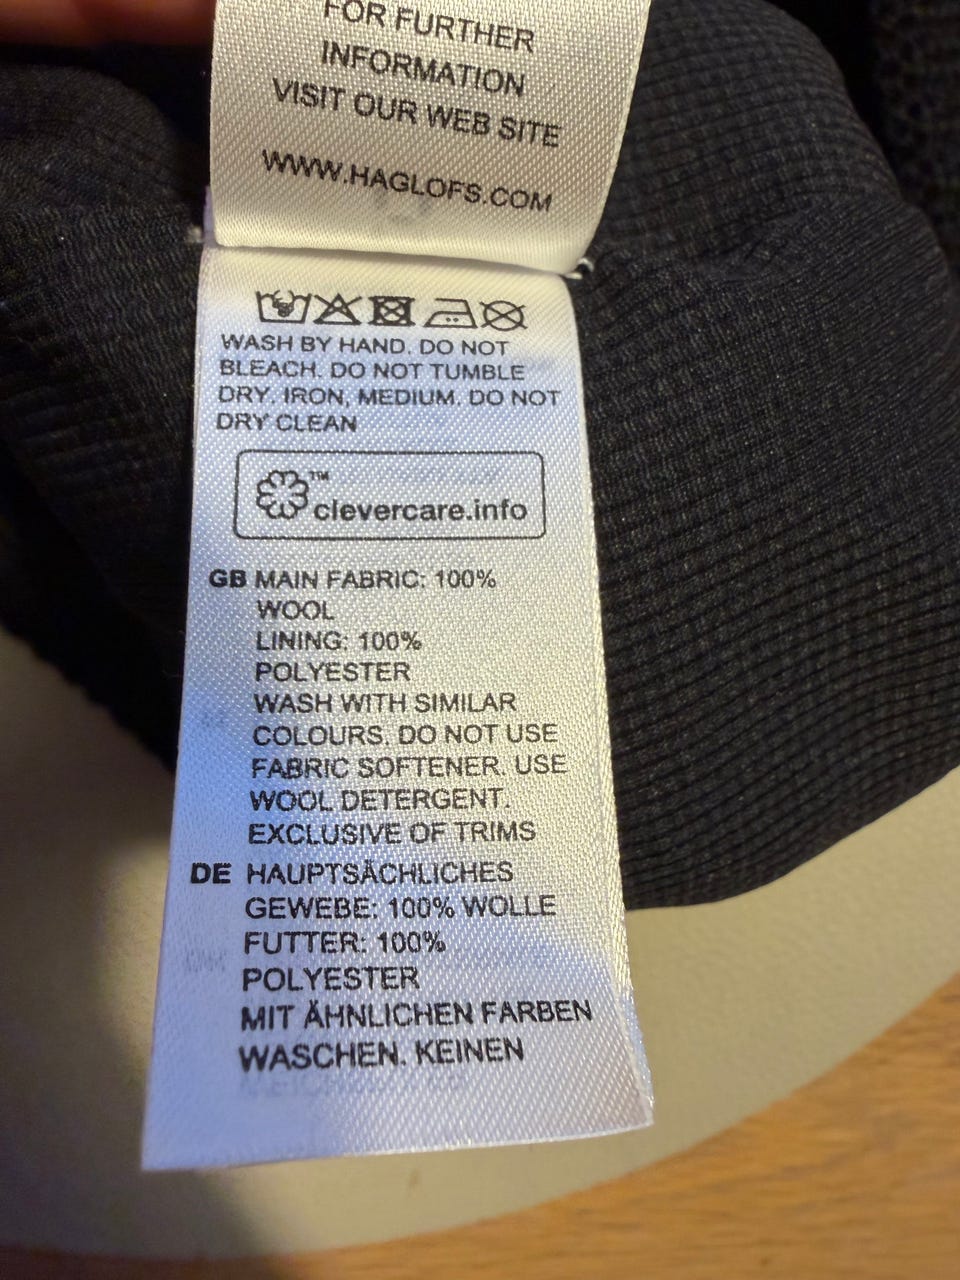 FOR FURTHER
INFORMATION
VISIT OUR WEB SITE
WWW.HAGLOFS.COM
WASH BY HAND. DO NOT
BLEACH. DO NOT TUMBLE
DRY. IRON, MEDIUM. DO NOT
DRY CLEAN
™
clevercare.info
GB MAIN FABRIC: 100%
WOOL
LINING: 100%
POLYESTER
WASH WITH SIMILAR
COLOURS. DO NOT USE
FABRIC SOFTENER. USE
WOOL DETERGENT.
EXCLUSIVE OF TRIMS
DE HAUPTSÄCHLICHES
GEWEBE: 100% WOLLE
FUTTER: 100%
POLYESTER
MIT ÄHNLICHEN FARBEN
WASCHEN. KEINEN